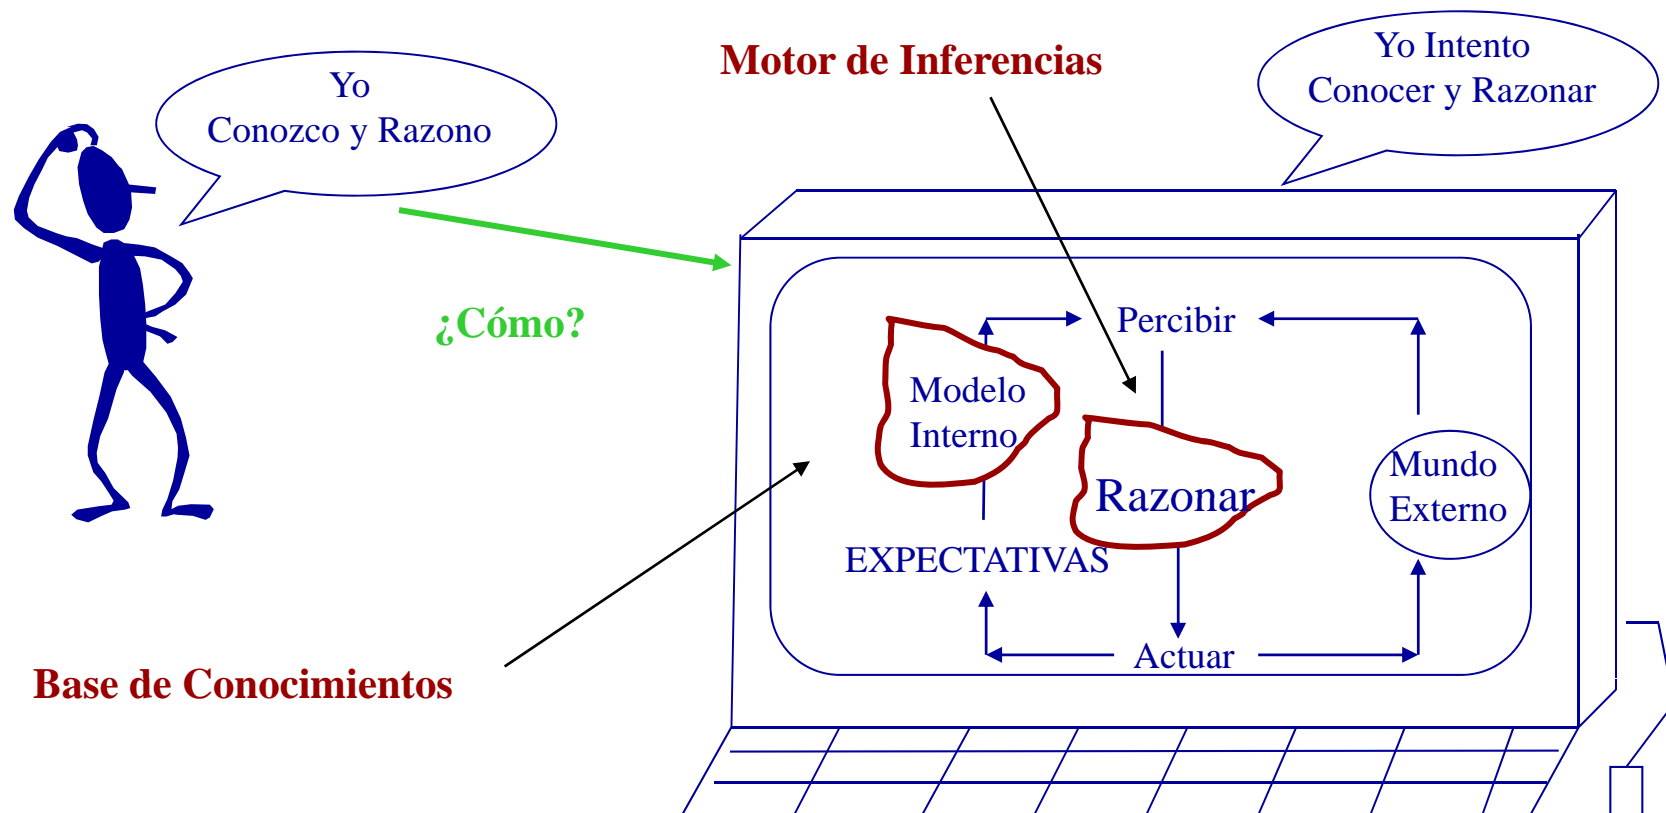 Yo
Conozco y Razono
Motor de Inferencias
Yo Intento
Conocer y Razonar
¿Cómo?
Percibir
Modelo
Interno
Razonar
Mundo
Externo
EXPECTATIVAS
Actuar
Base de Conocimientos